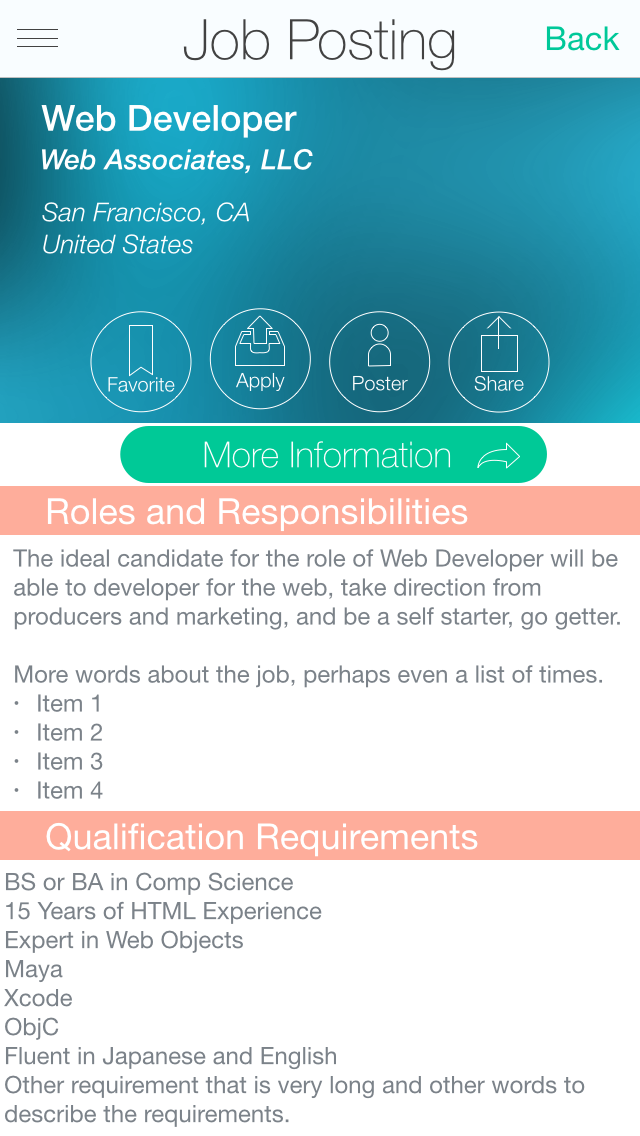 Job Posting
Back
Web Developer
Web Associates, LLC
San Francisco, CA
United States
Favorite
Apply
Poster
Share
More Information
Roles and Responsibilities
The ideal candidate for the role of Web Developer will be
able to developer for the web, take direction from
producers and marketing, and be a self starter, go getter.
More words about the job, perhaps even a list of times.
• Item 1
• Item 2
• Item 3
• Item 4
Qualification Requirements
BS or BA in Comp Science
15 Years of HTML Experience
Expert in Web Objects
Maya
Xcode
ObjC
Fluent in Japanese and English
Other requirement that is very long and other words to
describe the requirements.